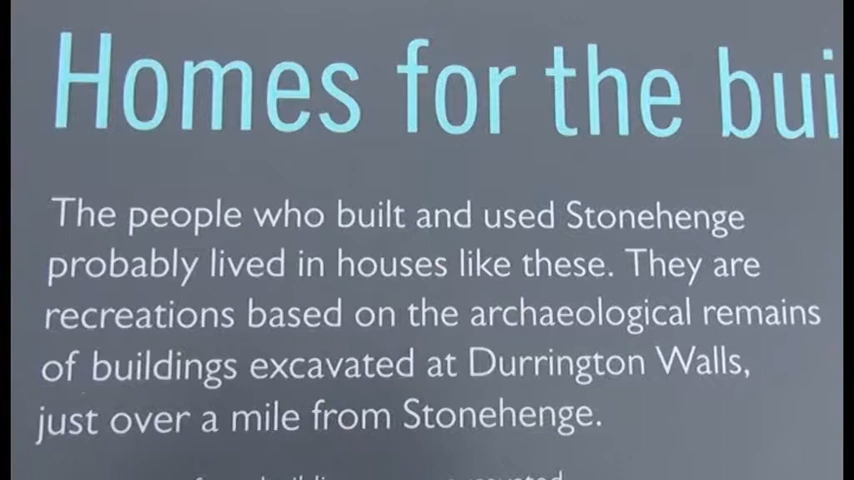 Homes for the bui
The people who built and used Stonehenge
probably lived in houses like these. They are
recreations based on the archaeological remains
of buildings excavated at Durrington Walls,
just over a mile from Stonehenge.